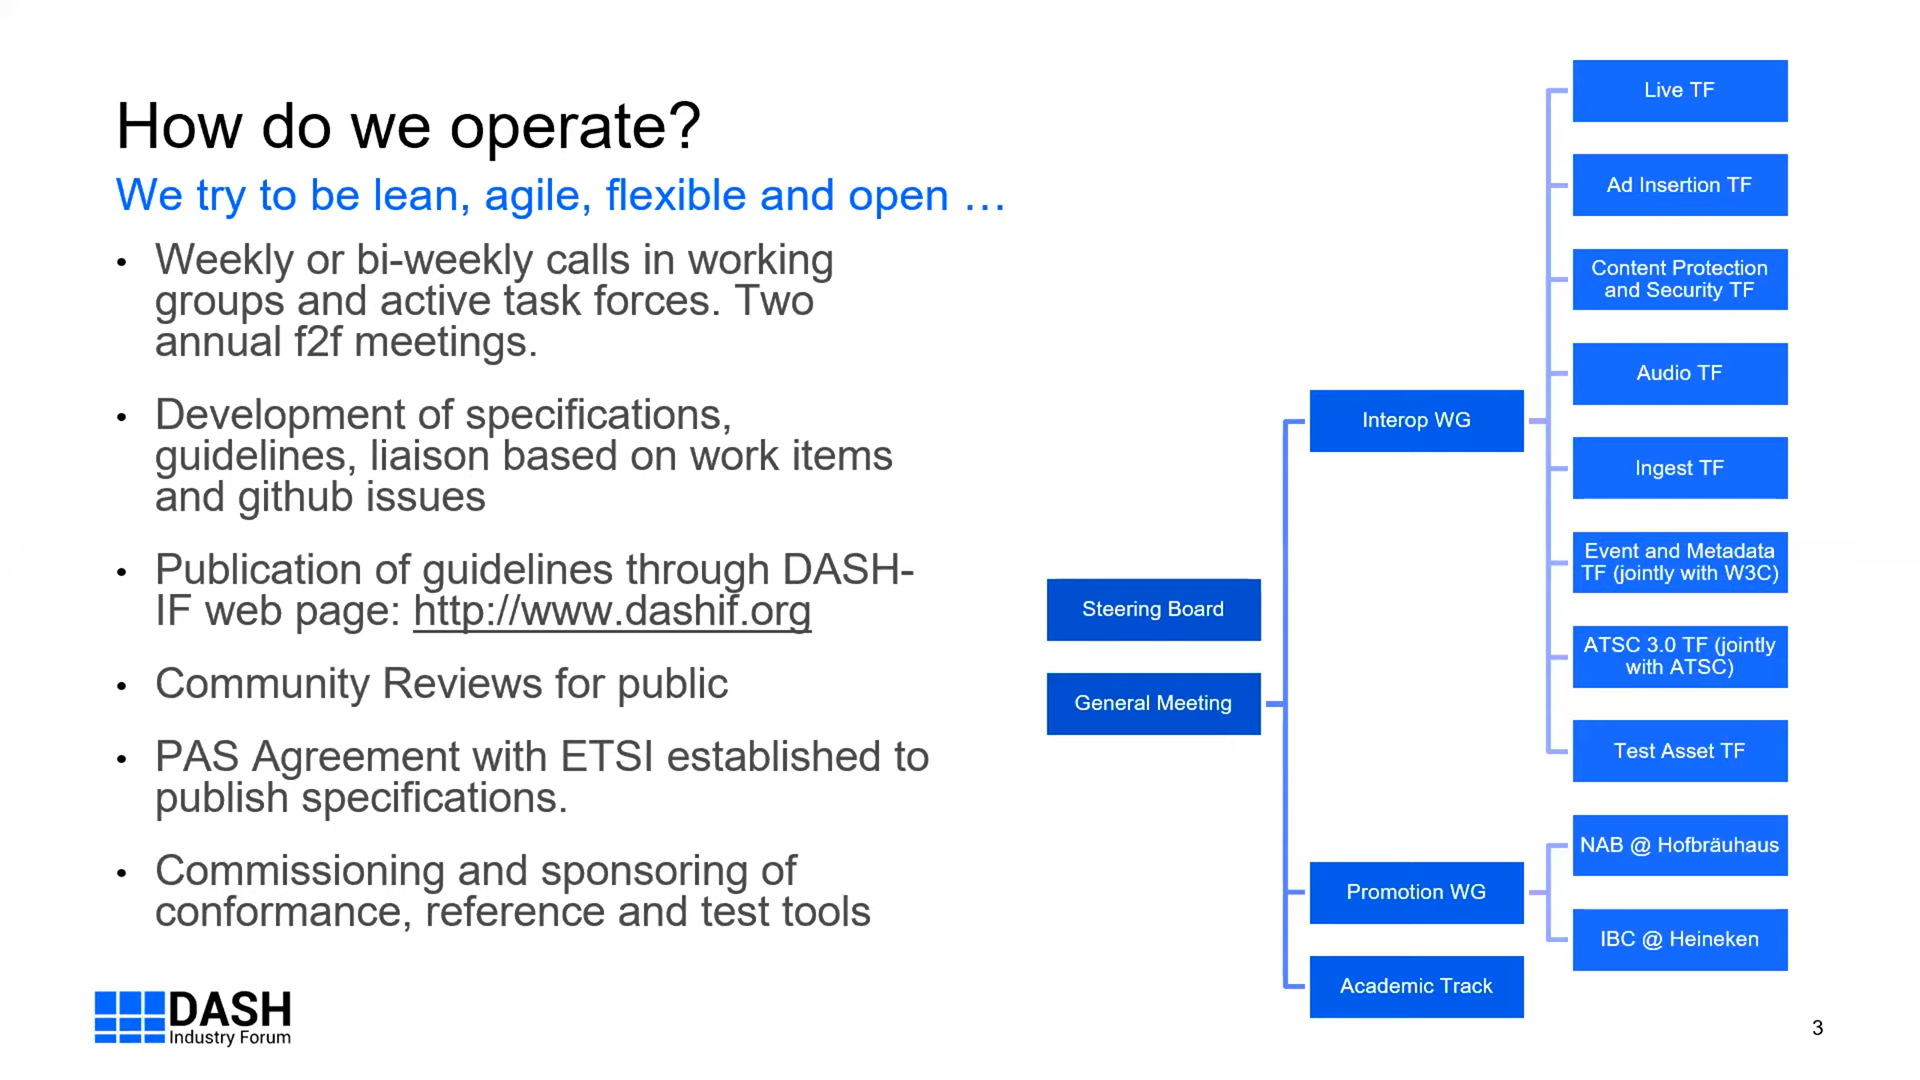 How do we operate?
We try to be lean, agile, flexible and open …
• Weekly or bi-weekly calls in working
groups and active task forces. Two
annual f2f meetings.
• Development of specifications,
guidelines, liaison based on work items
and github issues
• Publication of guidelines through DASH-
IF web page: http://www.dashif.org
• Community Reviews for public
• PAS Agreement with ETSI established to
publish specifications.
• Commissioning and sponsoring of
conformance, reference and test tools
Steering Board
General Meeting
Interop WG
Promotion WG
Academic Track
Live TF
Ad Insertion TF
Content Protection
and Security TF
Audio TF
Ingest TF
Event and Metadata
TF (jointly with W3C)
ATSC 3.0 TF (jointly
with ATSC)
Test Asset TF
NAB @ Hofbräuhaus
IBC @ Heineken
DASH
Industry Forum
3